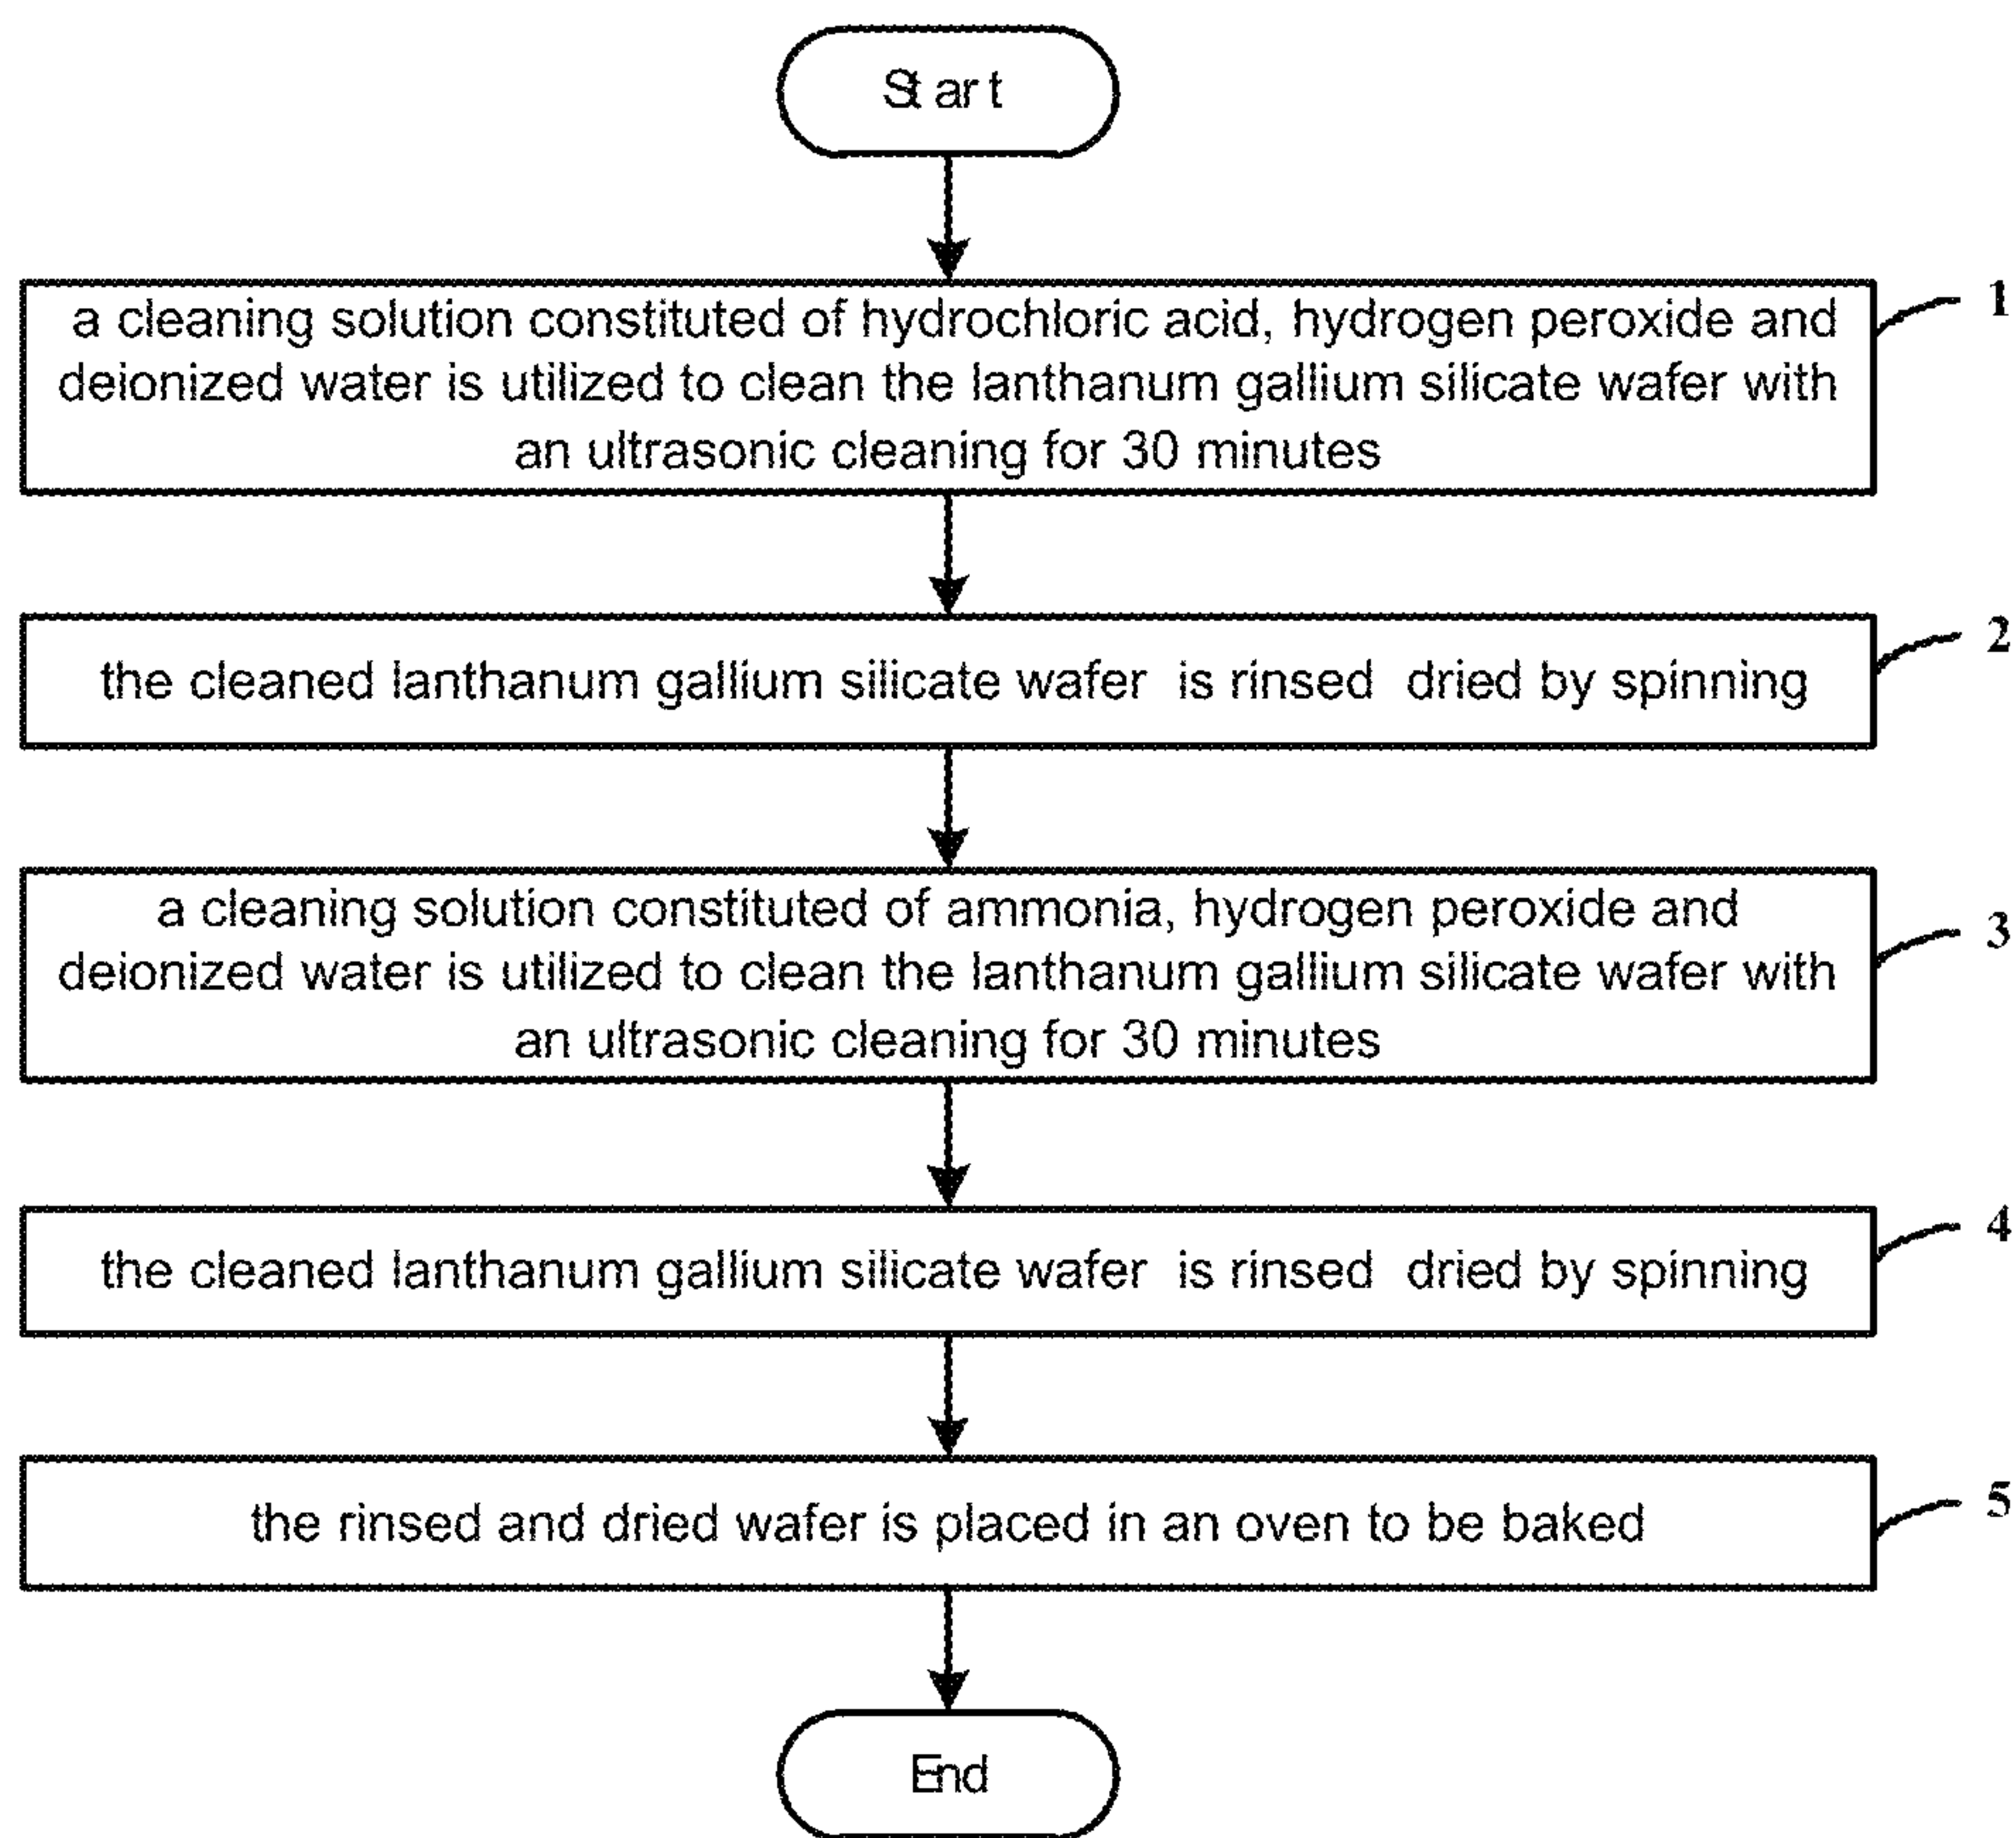 Start
a cleaning solution constituted of hydrochloric acid, hydrogen peroxide and
deionized water is utilized to clean the lanthanum gallium silicate wafer with
an ultrasonic cleaning for 30 minutes
1
the cleaned lanthanum gallium silicate wafer is rinsed dried by spinning
2
a cleaning solution constituted of ammonia, hydrogen peroxide and
deionized water is utilized to clean the lanthanum gallium silicate wafer with
an ultrasonic cleaning for 30 minutes
3
the cleaned lanthanum gallium silicate wafer is rinsed dried by spinning
4
the rinsed and dried wafer is placed in an oven to be baked
5
End